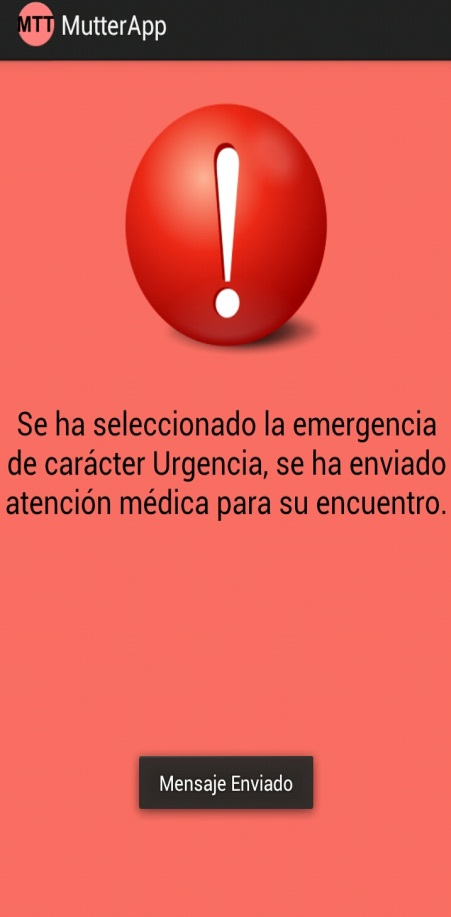 MTT MutterApp
!
Se ha seleccionado la emergencia
de carácter Urgencia, se ha enviado
atención médica para su encuentro.
Mensaje Enviado